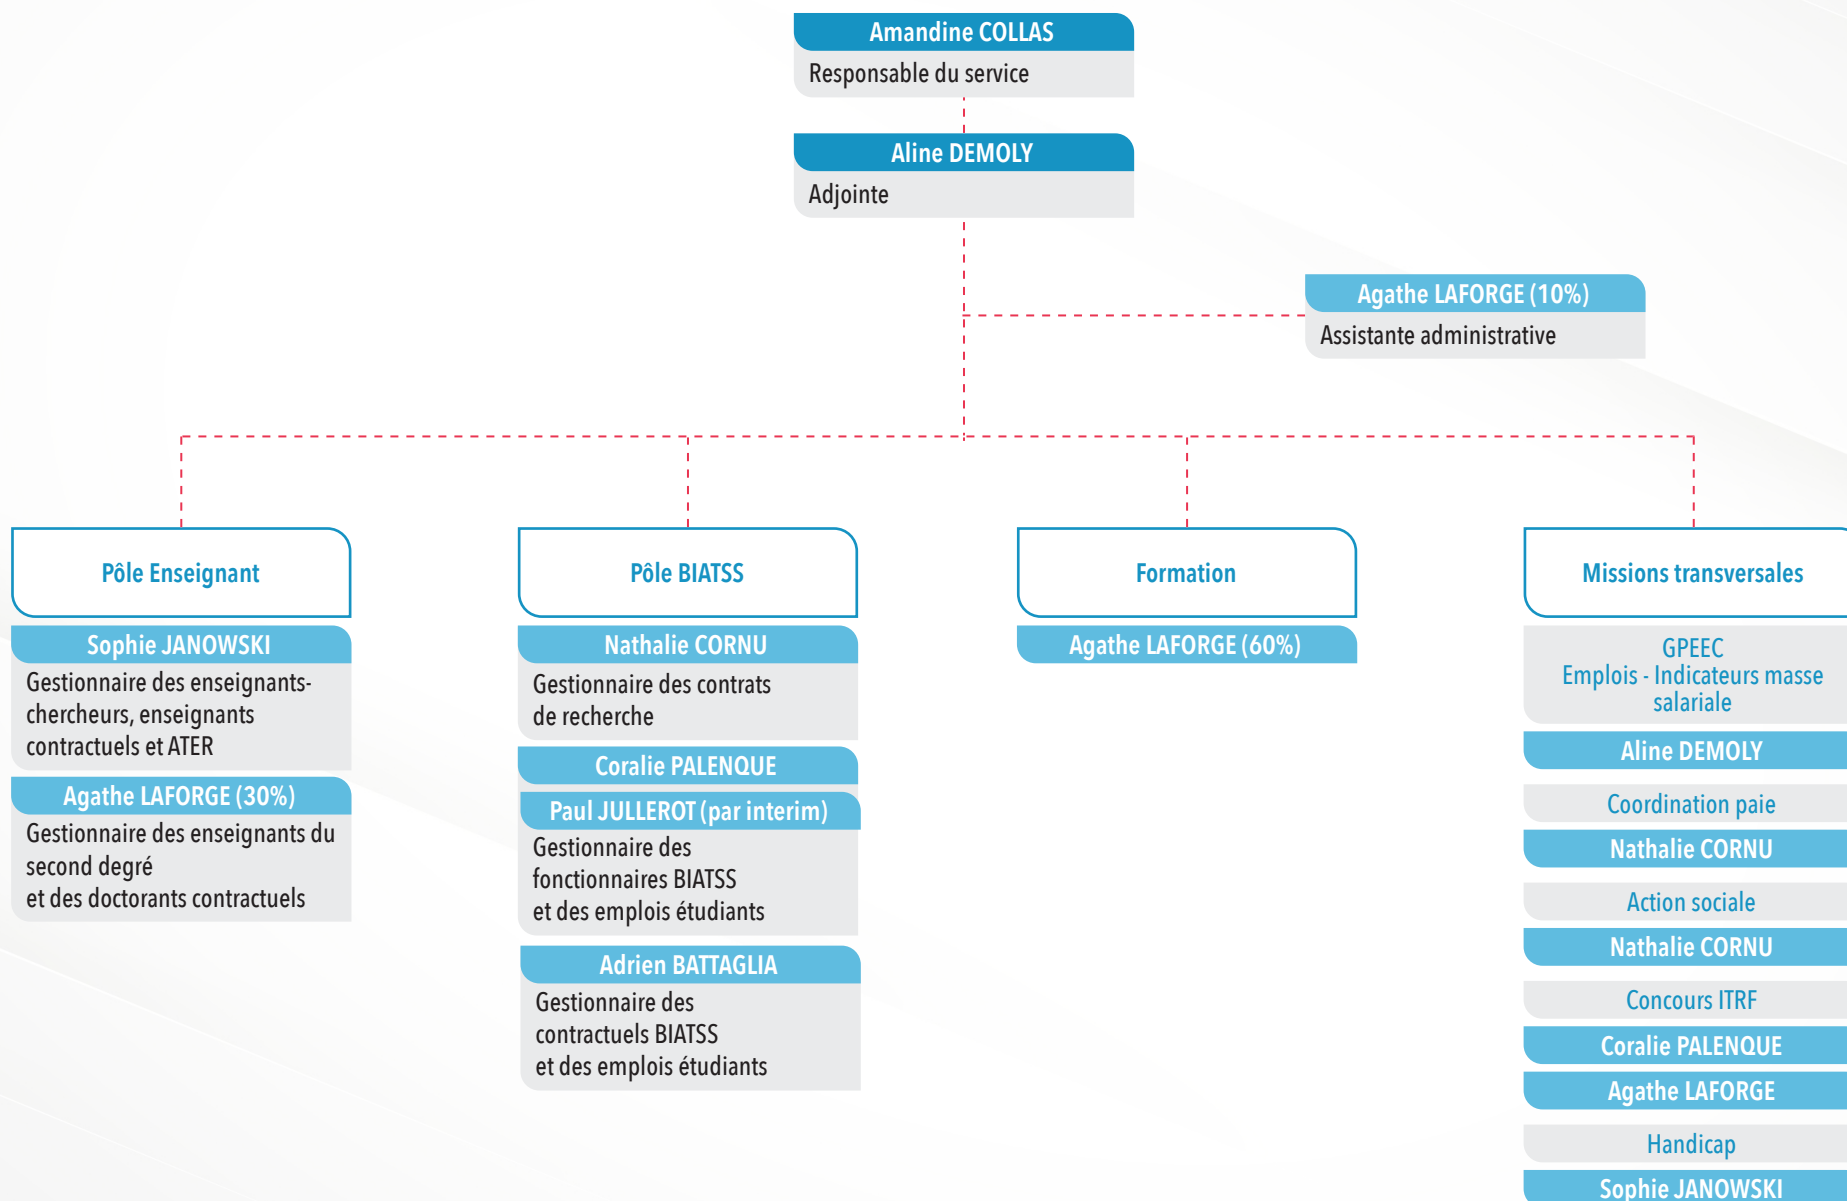 Amandine COLLAS
Responsable du service
Aline DEMOLY
Adjointe
Agathe LAFORGE (10%)
Assistante administrative
Pôle Enseignant
Sophie JANOWSKI
Gestionnaire des enseignants-
chercheurs, enseignants
contractuels et ATER
Agathe LAFORGE (30%)
Gestionnaire des enseignants du
second degré
et des doctorants contractuels
Pôle BIATSS
Nathalie CORNU
Gestionnaire des contrats
de recherche
Coralie PALENQUE
Paul JULLEROT (par interim)
Gestionnaire des
fonctionnaires BIATSS
et des emplois étudiants
Adrien BATTAGLIA
Gestionnaire des
contractuels BIATSS
et des emplois étudiants
Formation
Agathe LAFORGE (60%)
Missions transversales
GPEEC
Emplois - Indicateurs masse
salariale
Aline DEMOLY
Coordination paie
Nathalie CORNU
Action sociale
Nathalie CORNU
Concours ITRF
Coralie PALENQUE
Agathe LAFORGE
Handicap
Sophie JANOWSKI